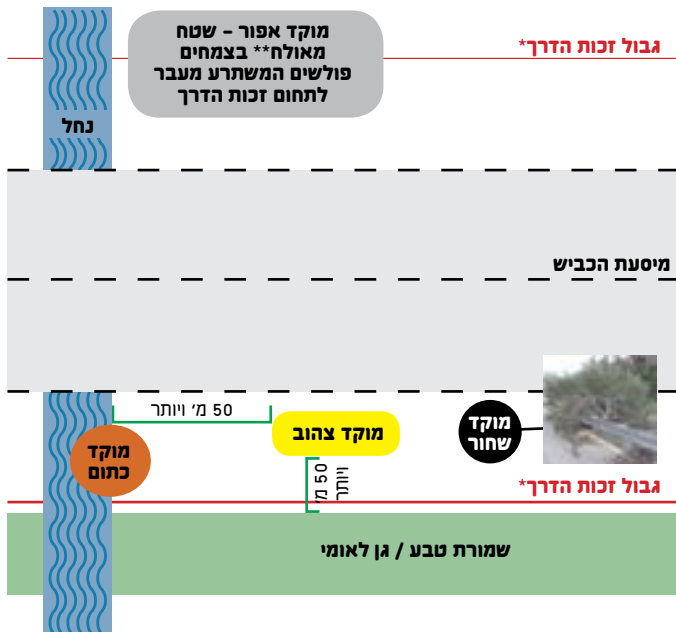 גבול זכות הדרך*
מוקד אפור – שטח
מאולח** בצמחים
פולשים המשתרע מעבר
לתחום זכות הדרך
נחל
מיסעת הכביש
50 מ׳ ויותר
מוקד
שחור
מוקד צהוב
מוקד
כתום
50 מ׳
ויותר
גבול זכות הדרך*
שמורת טבע / גן לאומי